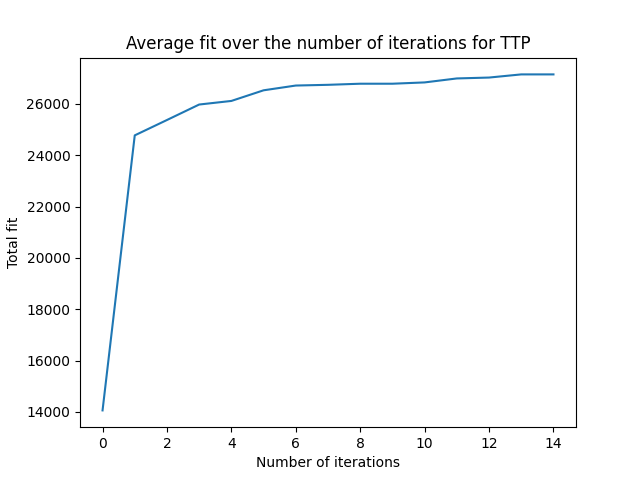 Average fit over the number of iterations for TTP
26000
24000
22000
20000
18000
16000
14000
Total fit
0 2 4 6 8 10 12 14
Number of iterations